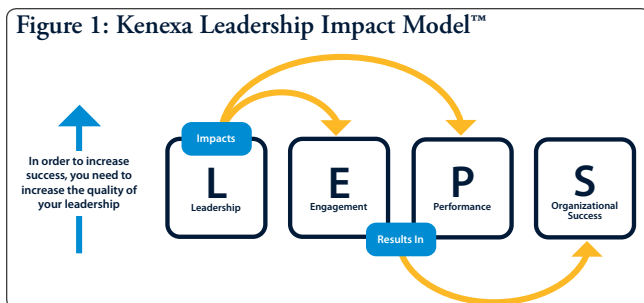 Figure 1: Kenexa Leadership Impact Model™
Impacts
In order to increase
success, you need to
increase the quality of
your leadership
L
Leadership
E
Engagement
P
Performance
S
Organizational
Success
Results In